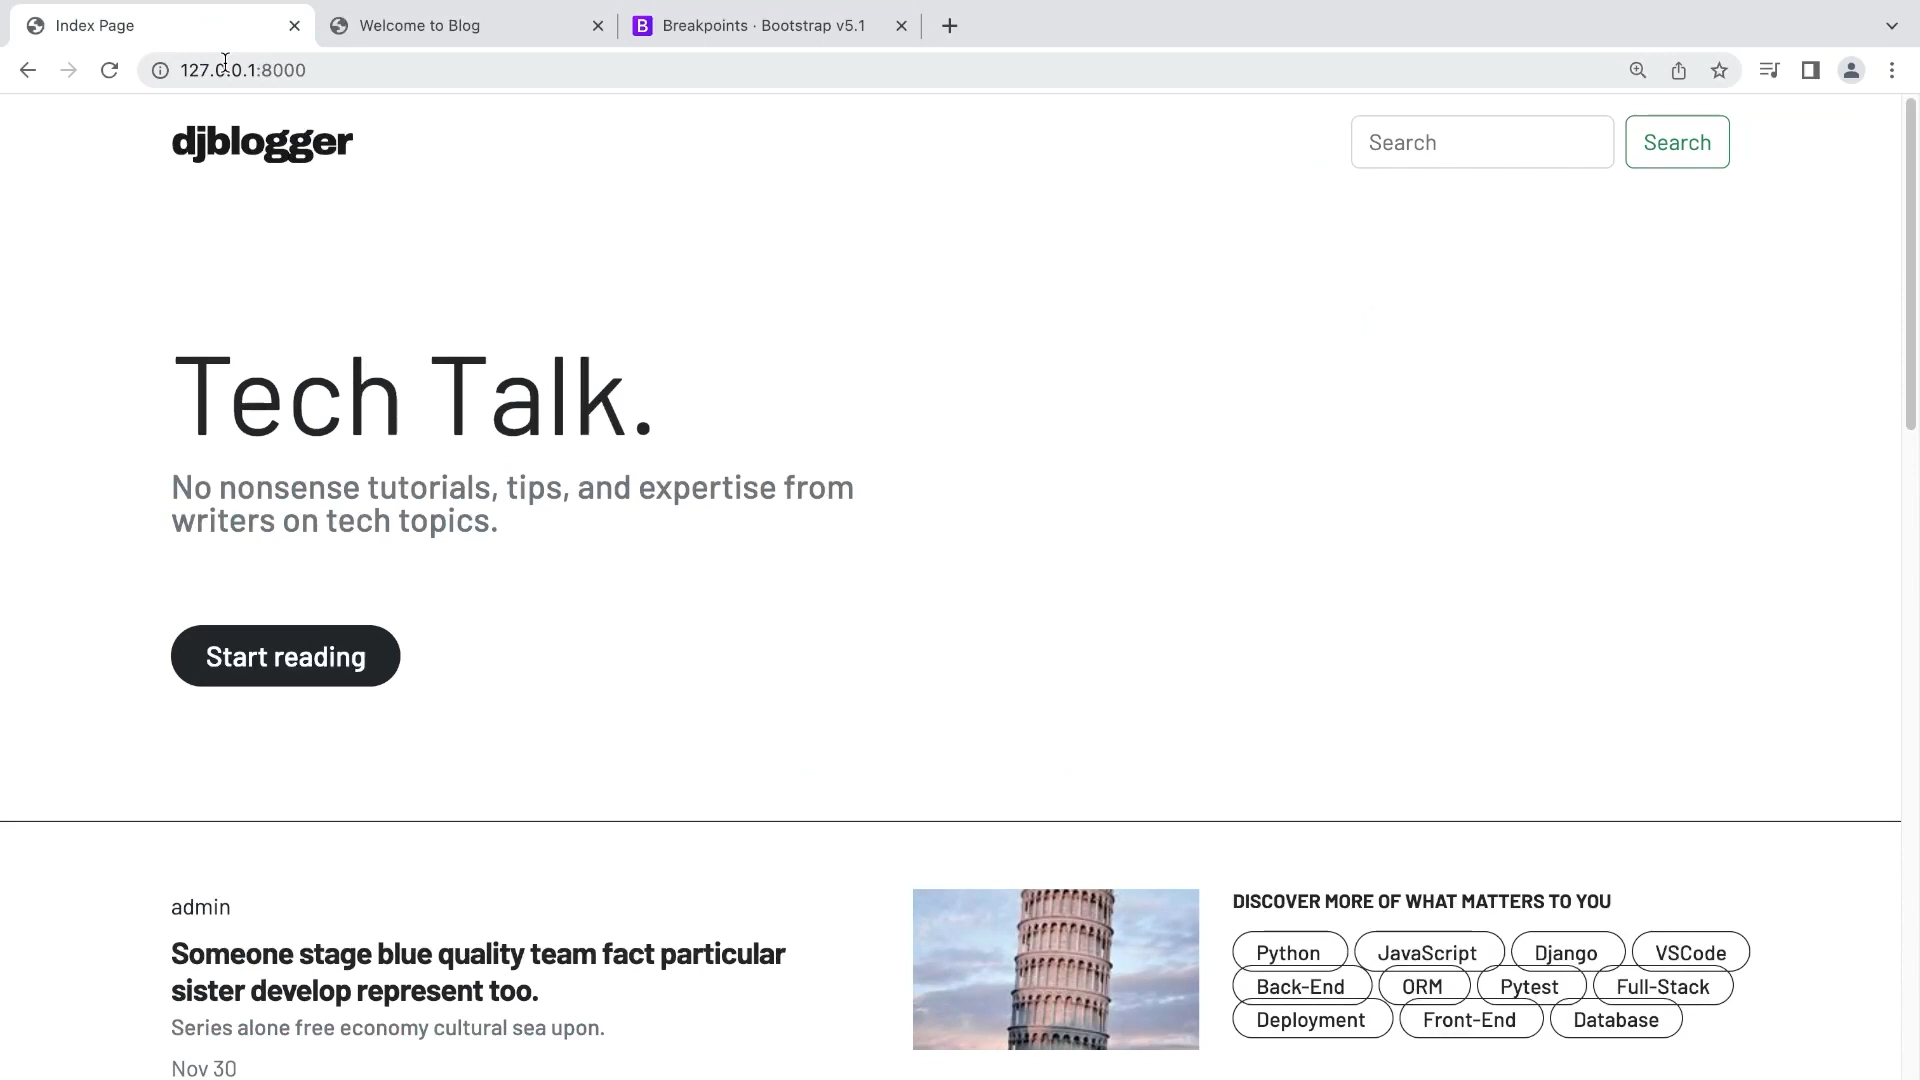 Index Page
Welcome to Blog
Breakpoints · Bootstrap v5.1
127.0.0.1:8000
djblogger
Search
Search
Tech Talk.
No nonsense tutorials, tips, and expertise from
writers on tech topics.
Start reading
admin
Someone stage blue quality team fact particular
sister develop represent too.
Series alone free economy cultural sea upon.
Nov 30
DISCOVER MORE OF WHAT MATTERS TO YOU
Python JavaScript Django VSCode
Back-End ORM Pytest Full-Stack
Deployment Front-End Database